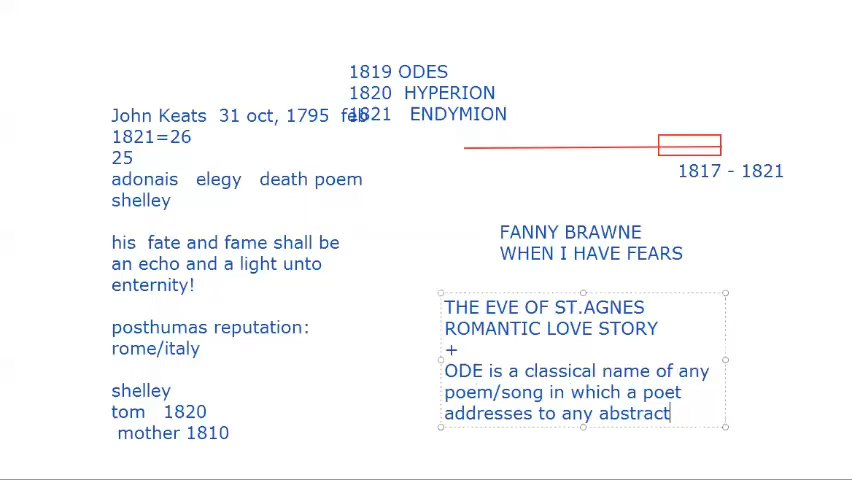 1819 ODES
1820 HYPERION
1821 ENDYMION
John Keats 31 oct, 1795 feb
1821=26
25
adonais elegy death poem
shelley
his fate and fame shall be
an echo and a light unto
enternity!
posthumas reputation:
rome/italy
shelley
tom 1820
mother 1810
1817 - 1821
FANNY BRAWNE
WHEN I HAVE FEARS
THE EVE OF ST.AGNES
ROMANTIC LOVE STORY
+
ODE is a classical name of any
poem/song in which a poet
addresses to any abstract